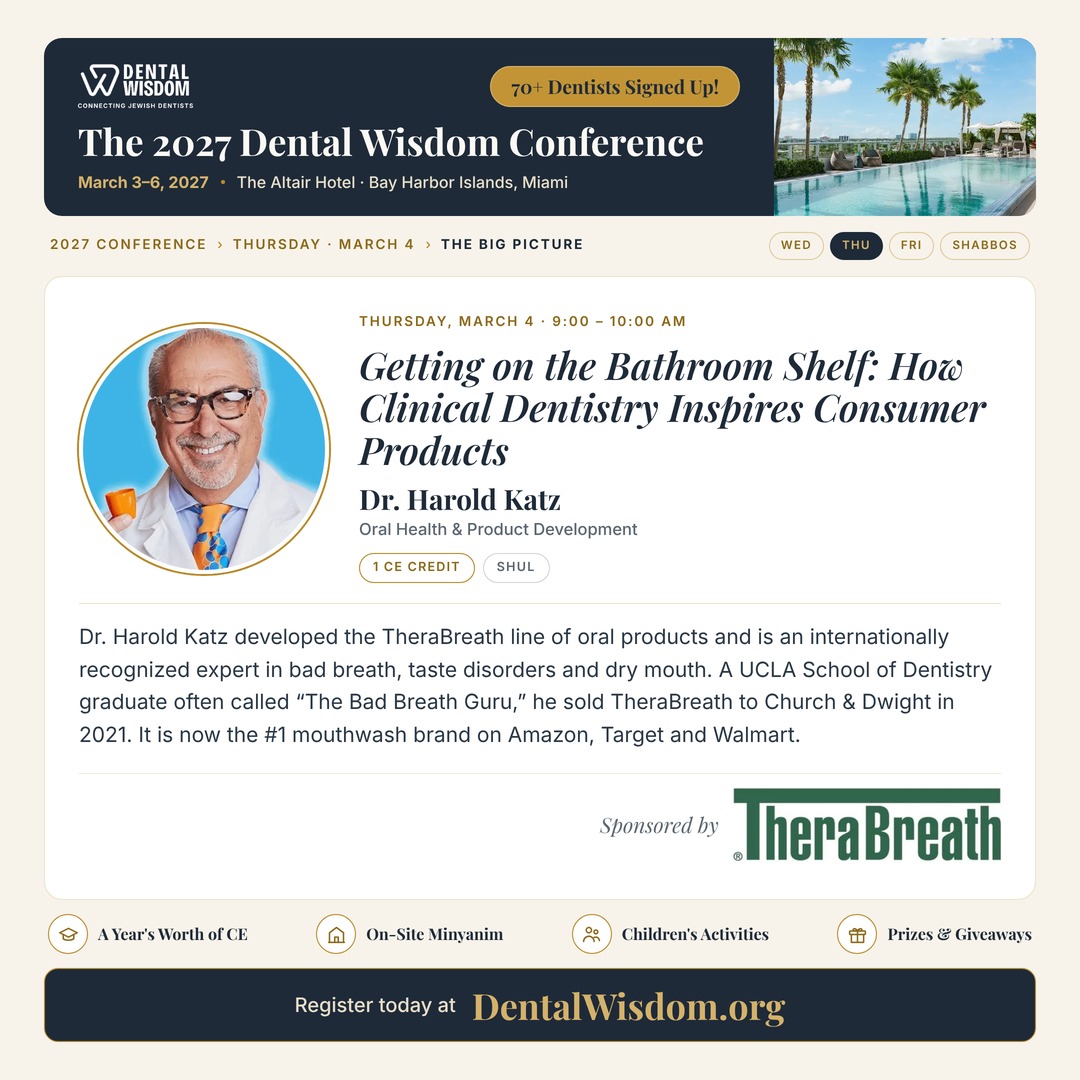 DENTAL
WISDOM
CONNECTING JEWISH DENTISTS
70+ Dentists Signed Up!
The 2027 Dental Wisdom Conference
March 3–6, 2027 • The Altair Hotel · Bay Harbor Islands, Miami
2027 CONFERENCE › THURSDAY · MARCH 4 › THE BIG PICTURE
WED THU FRI SHABBOS
THURSDAY, MARCH 4 · 9:00 – 10:00 AM
Getting on the Bathroom Shelf: How
Clinical Dentistry Inspires Consumer
Products
Dr. Harold Katz
Oral Health & Product Development
1 CE CREDIT SHUL
Dr. Harold Katz developed the TheraBreath line of oral products and is an internationally
recognized expert in bad breath, taste disorders and dry mouth. A UCLA School of Dentistry
graduate often called “The Bad Breath Guru,” he sold TheraBreath to Church & Dwight in
2021. It is now the #1 mouthwash brand on Amazon, Target and Walmart.
Sponsored by ®TheraBreath
A Year's Worth of CE
On-Site Minyanim
Children's Activities
Prizes & Giveaways
Register today at DentalWisdom.org